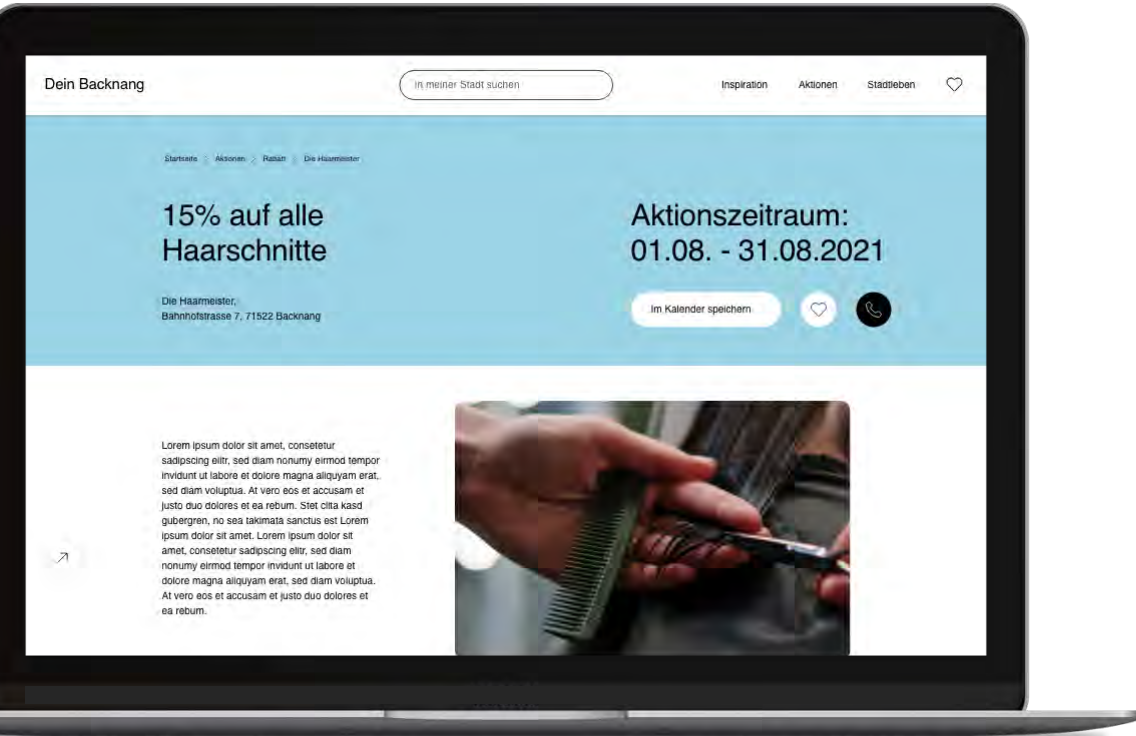 Dein Backnang
in meiner Stadt suchen
Inspiration
Aktionen
Stadtleben
Startseite
Aktionen
Rabatt
Die Haarmeister
15% auf alle
Haarschnitte
Aktionszeitraum:
01.08. - 31.08.2021
Die Haarmeister,
Bahnhofstrasse 7, 71522 Backnang
Im Kalender speichern
Lorem ipsum dolor sit amet, consetetur
sadipscing elitr, sed diam nonumy eirmod tempor
invidunt ut labore et dolore magna aliquyam erat,
sed diam voluptua. At vero eos et accusam et
justo duo dolores et ea rebum. Stet clita kasd
gubergren, no sea takimata sanctus est Lorem
ipsum dolor sit amet. Lorem ipsum dolor sit
amet, consetetur sadipscing elitr, sed diam
nonumy eirmod tempor invidunt ut labore et
dolore magna aliquyam erat, sed diam voluptua.
At vero eos et accusam et justo duo dolores et
ea rebum.